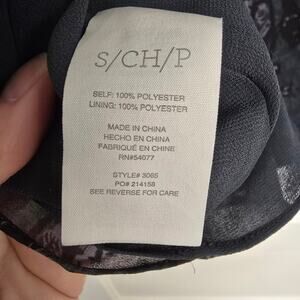 S/CH/P
SELF: 100% POLYESTER
LINING: 100% POLYESTER
MADE IN CHINA
HECHO EN CHINA
FABRIQUÉ EN CHINE
RN#54077
STYLE# 3065
PO# 214158
SEE REVERSE FOR CARE